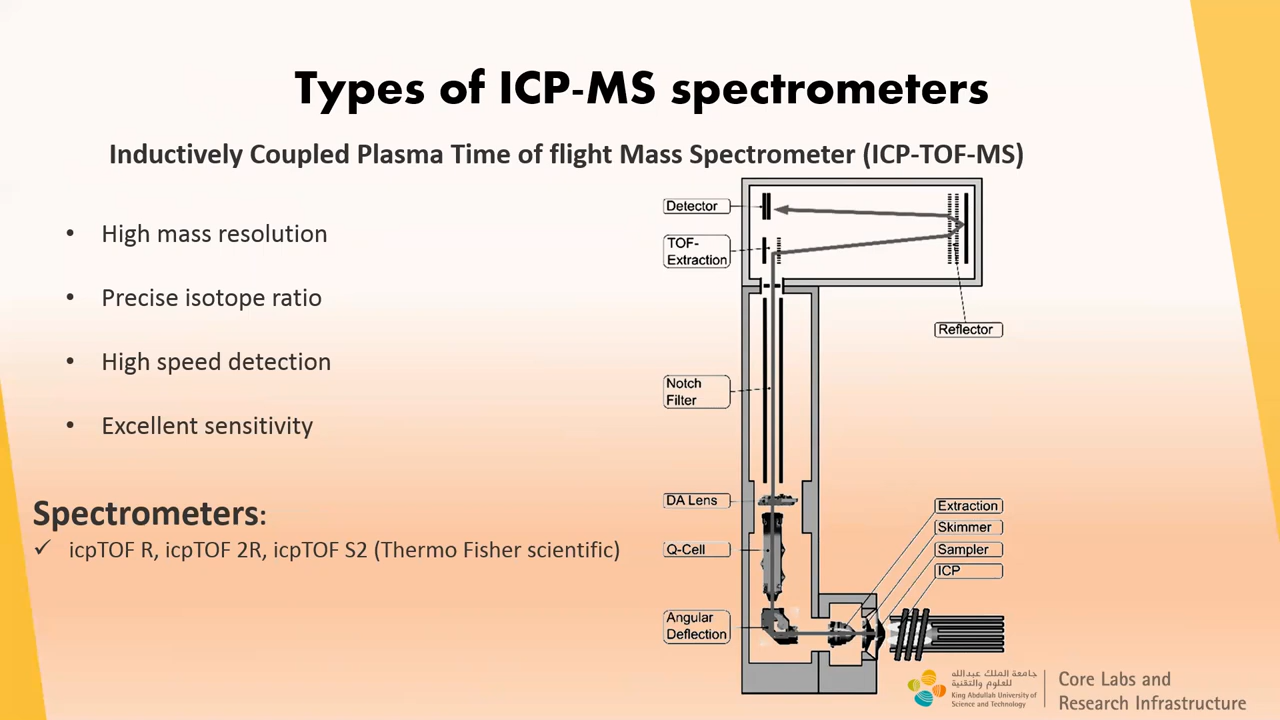 Types of ICP-MS spectrometers
Inductively Coupled Plasma Time of flight Mass Spectrometer (ICP-TOF-MS)
• High mass resolution
• Precise isotope ratio
• High speed detection
• Excellent sensitivity
Spectrometers:
✓ icpTOF R, icpTOF 2R, icpTOF S2 (Thermo Fisher scientific)
Detector
TOF-
Extraction
Reflector
Notch
Filter
DA Lens
Q-Cell
Angular
Deflection
Extraction
Skimmer
Sampler
ICP
جامعة الملك عبدالله
للعلوم والتقنية
King Abdullah University of
Science and Technology
Core Labs and
Research Infrastructure